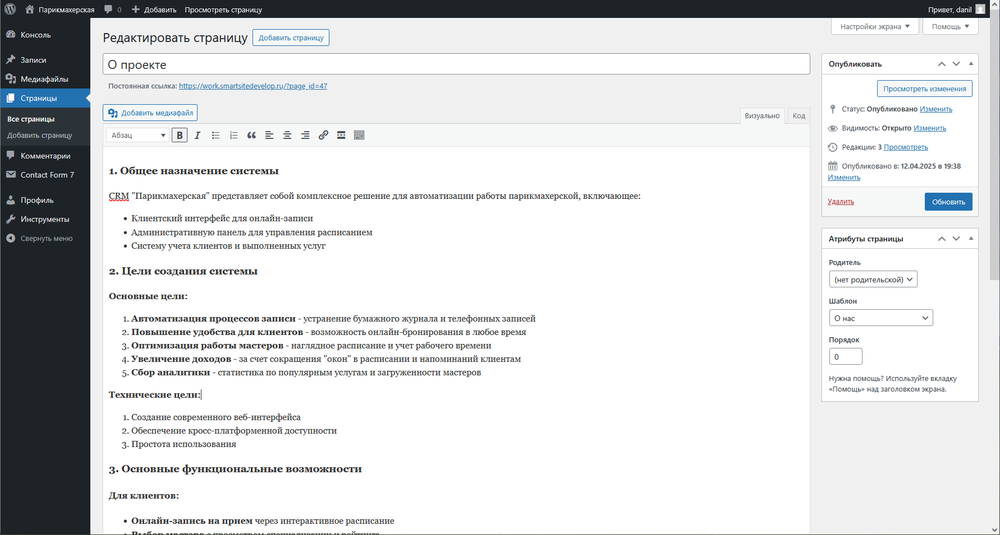 Парикмахерская 0 Добавить Просмотреть страницу Привет, danil
Консоль
Записи
Медиафайлы
Страницы
Все страницы
Добавить страницу
Комментарии
Contact Form 7
Профиль
Инструменты
Свернуть меню
Настройки экрана Помощь
Редактировать страницу Добавить страницу
О проекте
Постоянная ссылка: https://work.smartsitedevelop.ru/?page_id=47
Добавить медиафайл Визуально Код
Абзац B I
1. Общее назначение системы
CRM "Парикмахерская" представляет собой комплексное решение для автоматизации работы парикмахерской, включающее:
• Клиентский интерфейс для онлайн-записи
• Административную панель для управления расписанием
• Систему учета клиентов и выполненных услуг
2. Цели создания системы
Основные цели:
1. Автоматизация процессов записи - устранение бумажного журнала и телефонных записей
2. Повышение удобства для клиентов - возможность онлайн-бронирования в любое время
3. Оптимизация работы мастеров - наглядное расписание и учет рабочего времени
4. Увеличение доходов - за счет сокращения "окон" в расписании и напоминаний клиентам
5. Сбор аналитики - статистика по популярным услугам и загруженности мастеров
Технические цели:
1. Создание современного веб-интерфейса
2. Обеспечение кросс-платформенной доступности
3. Простота использования
3. Основные функциональные возможности
Для клиентов:
• Онлайн-запись на прием через интерактивное расписание
• Выбор мастера с просмотром специализации и рейтинга
Опубликовать
Просмотреть изменения
Статус: Опубликовано Изменить
Видимость: Открыто Изменить
Редакции: 3 Просмотреть
Опубликовано в: 12.04.2025 в 19:38
Изменить
Удалить Обновить
Атрибуты страницы
Родитель
(нет родительской)
Шаблон
О нас
Порядок
0
Нужна помощь? Используйте вкладку
«Помощь» над заголовком экрана.